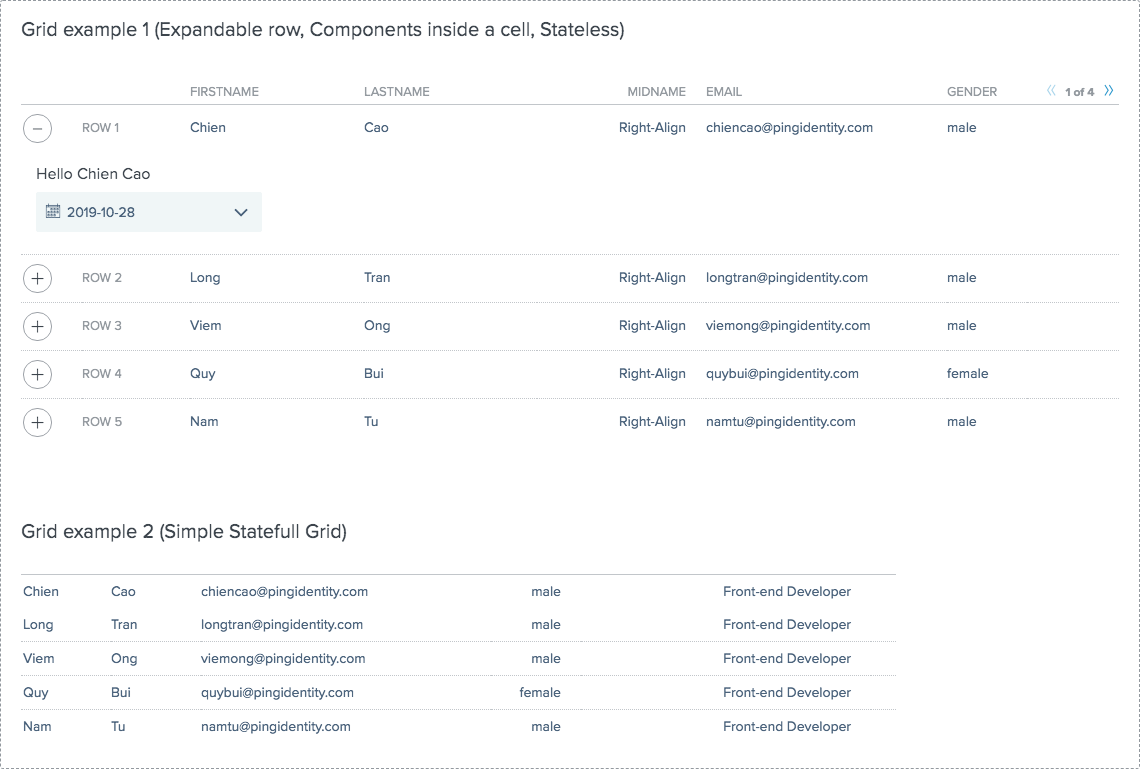 Grid example 1 (Expandable row, Components inside a cell, Stateless)
FIRSTNAME LASTNAME MIDNAME EMAIL GENDER 1 of 4
ROW 1 Chien Cao Right-Align chiencao@pingidentity.com male
Hello Chien Cao
2019-10-28
ROW 2 Long Tran Right-Align longtran@pingidentity.com male
ROW 3 Viem Ong Right-Align viemong@pingidentity.com male
ROW 4 Quy Bui Right-Align quybui@pingidentity.com female
ROW 5 Nam Tu Right-Align namtu@pingidentity.com male
Grid example 2 (Simple Statefull Grid)
Chien Cao chiencao@pingidentity.com male Front-end Developer
Long Tran longtran@pingidentity.com male Front-end Developer
Viem Ong viemong@pingidentity.com male Front-end Developer
Quy Bui quybui@pingidentity.com female Front-end Developer
Nam Tu namtu@pingidentity.com male Front-end Developer